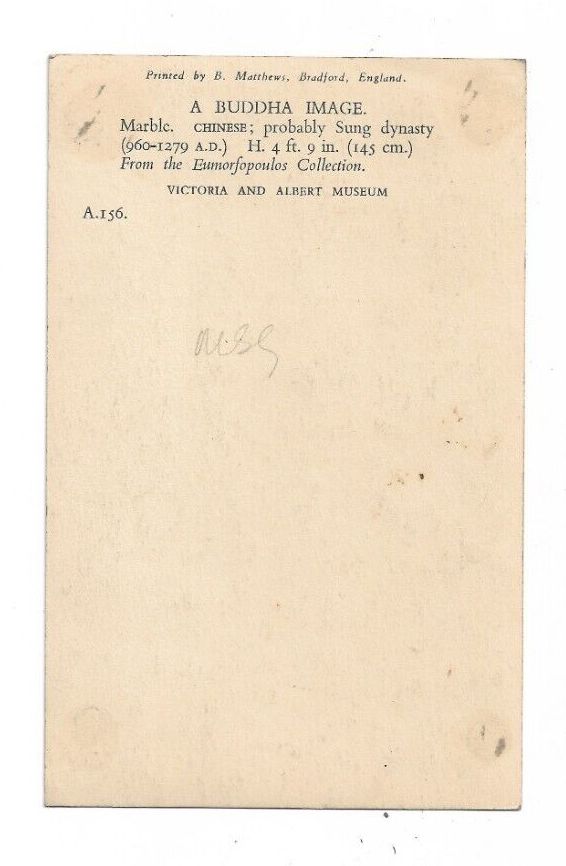 Printed by B. Matthews, Bradford, England.
A BUDDHA IMAGE.
Marble. CHINESE; probably Sung dynasty
(960-1279 A.D.) H. 4 ft. 9 in. (145 cm.)
From the Eumorfopoulos Collection.
VICTORIA AND ALBERT MUSEUM
A.156.